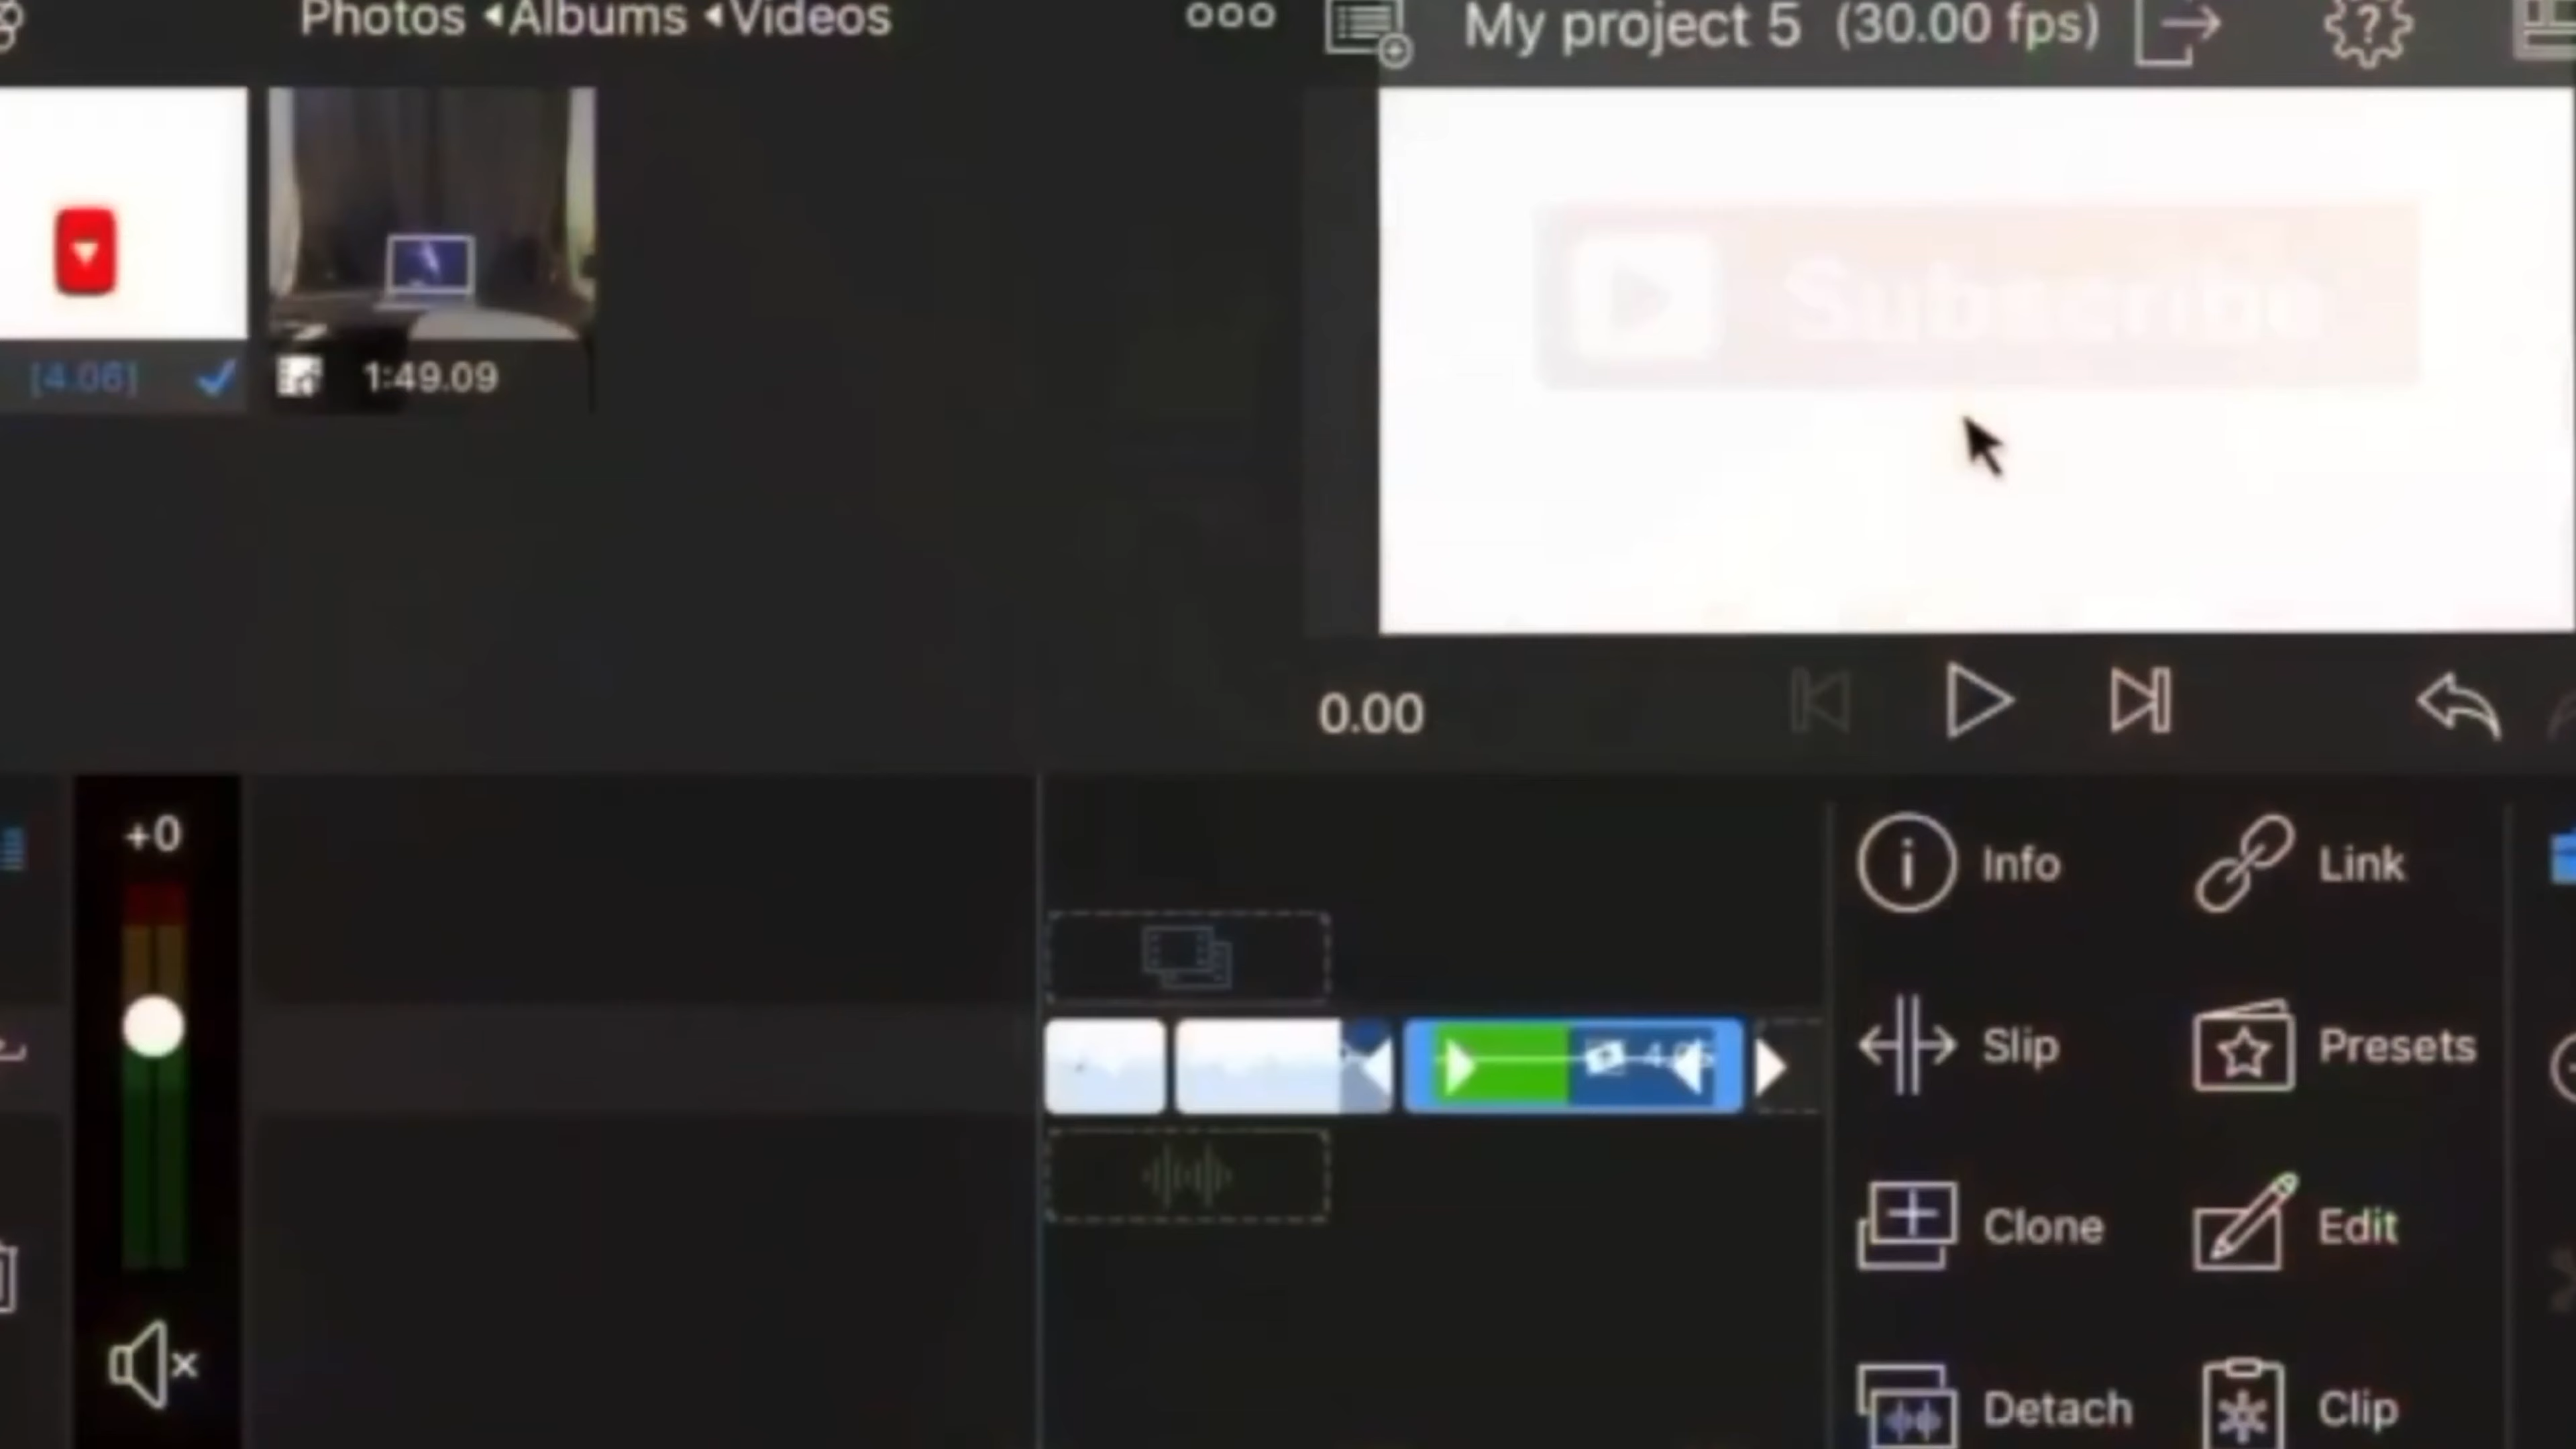 Photos ◂Albums ◂Videos
My project 5 (30.00 fps)
Subscribe
[4.06]
1:49.09
0.00
+0
Info
Link
Slip
Presets
Clone
Edit
Detach
Clip